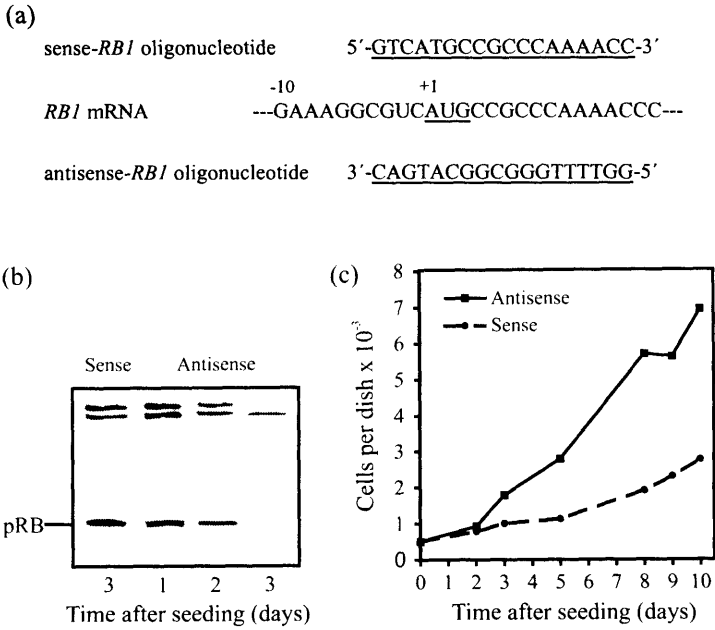 (a)
sense-RB1 oligonucleotide 5´-GTCATGCCGCCCAAAACC-3´
-10 +1
RB1 mRNA ---GAAAGGCGUCAUGCCGCCCAAAACCC---
antisense-RB1 oligonucleotide 3´-CAGTACGGCGGGTTTTGG-5´
(b)
Sense Antisense
pRB
3 1 2 3
Time after seeding (days)
(c)
Cells per dish x 10⁻³
8
7
6
5
4
3
2
1
0
Antisense
Sense
0 1 2 3 4 5 6 7 8 9 10
Time after seeding (days)